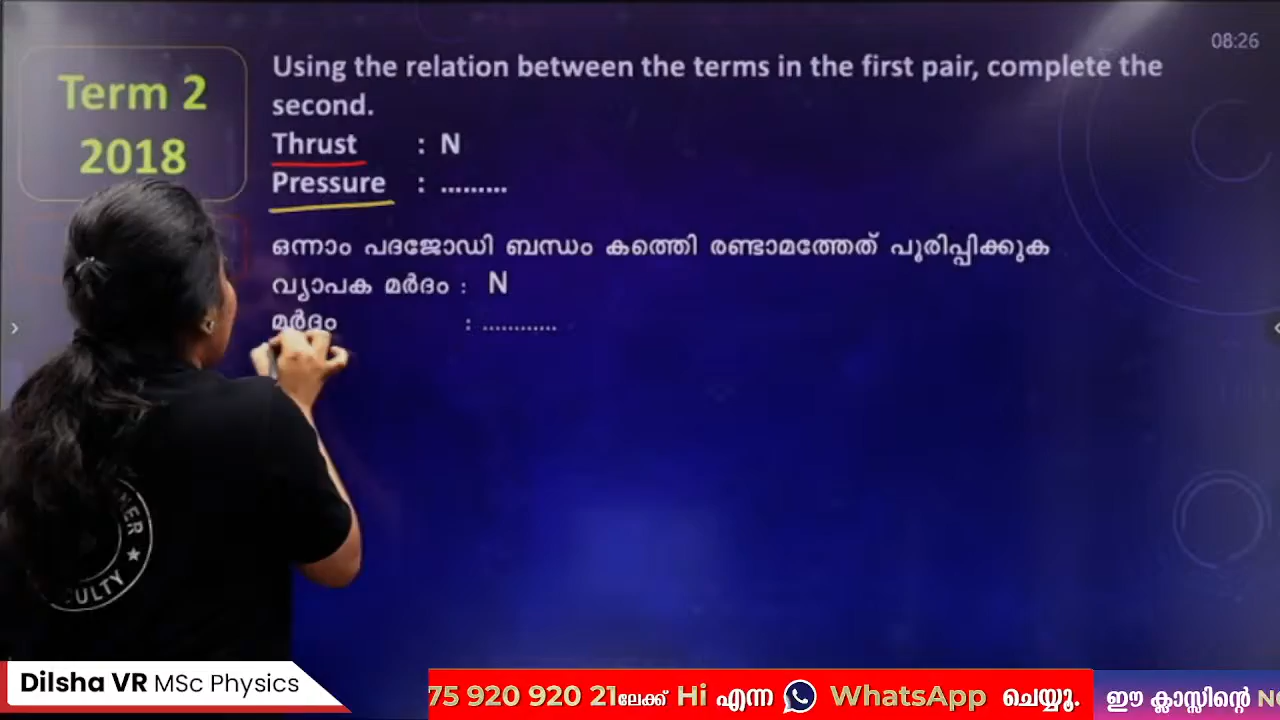 08:26
Term 2
2018
Using the relation between the terms in the first pair, complete the
second.
Thrust : N
Pressure : .........
ഒന്നാം പദജോഡി ബന്ധം കത്തെി രണ്ടാമത്തേത് പൂരിപ്പിക്കുക
വ്യാപക മർദം : N
മർദം : ............
CULTY
Dilsha VR MSc Physics
75 920 920 21ലേക്ക് Hi എന്ന WhatsApp ചെയ്യൂ.
ഈ ക്ലാസ്സിന്റെ